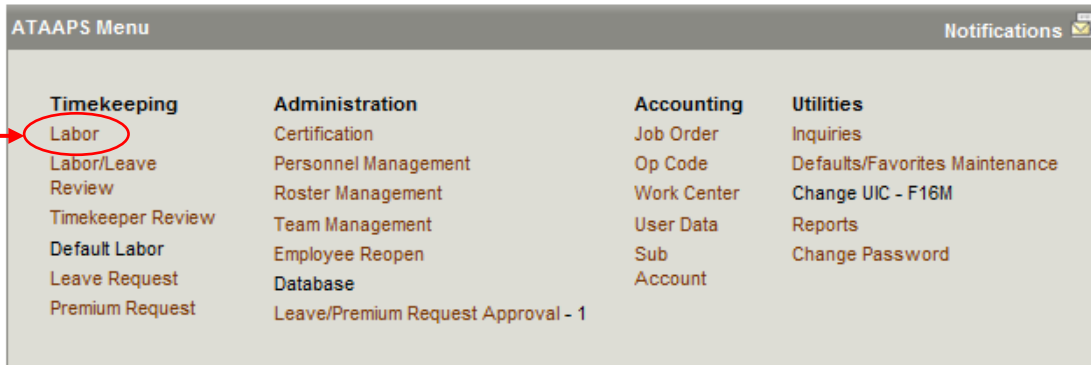 ATAAPS Menu
Notifications
Timekeeping
Labor
Labor/Leave
Review
Timekeeper Review
Default Labor
Leave Request
Premium Request
Administration
Certification
Personnel Management
Roster Management
Team Management
Employee Reopen
Database
Leave/Premium Request Approval - 1
Accounting
Job Order
Op Code
Work Center
User Data
Sub
Account
Utilities
Inquiries
Defaults/Favorites Maintenance
Change UIC - F16M
Reports
Change Password